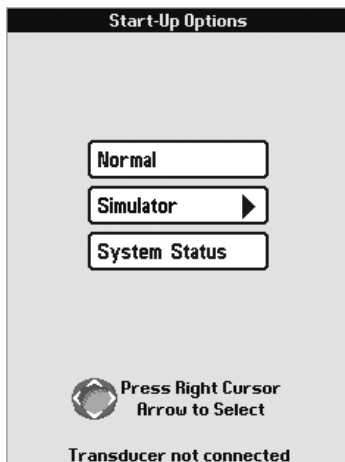 Start-Up Options
Normal
Simulator
System Status
Press Right Cursor
Arrow to Select
Transducer not connected